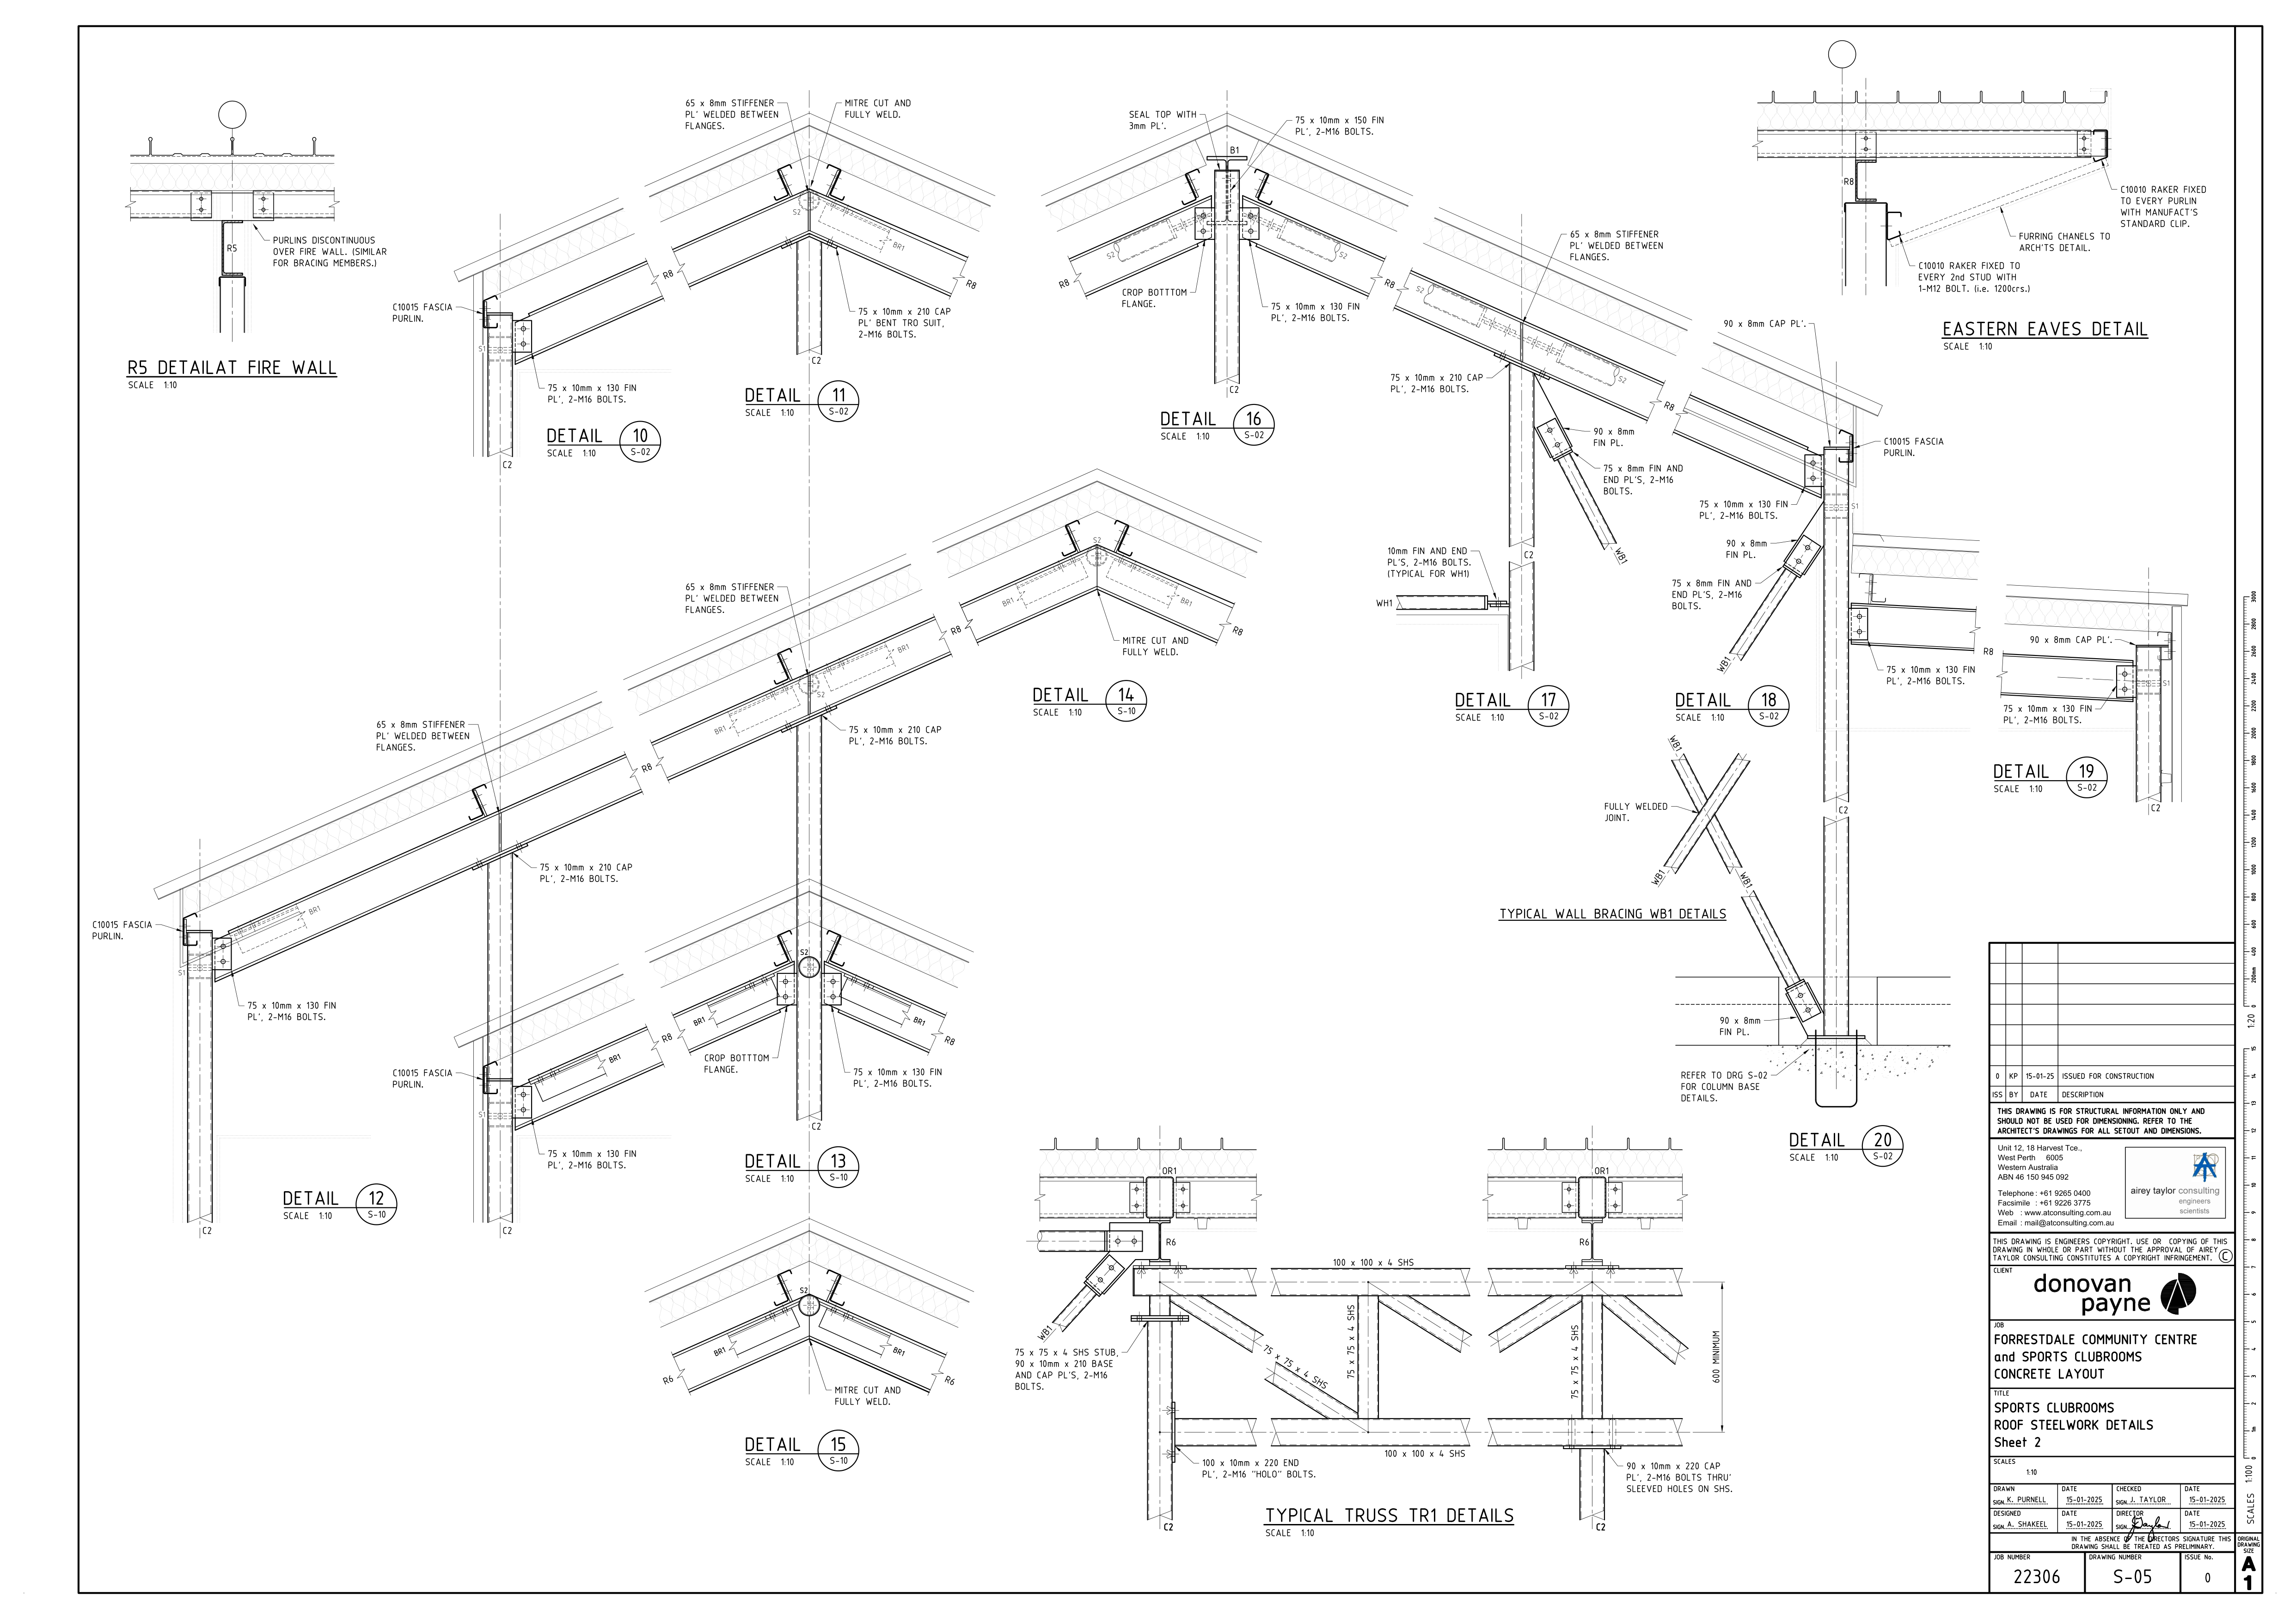 R5
PURLINS DISCONTINUOUS
OVER FIRE WALL. (SIMILAR
FOR BRACING MEMBERS.)
R5 DETAILAT FIRE WALL
SCALE 1:10
C10015 FASCIA
PURLIN.
S1
R8
75 x 10mm x 130 FIN
PL', 2-M16 BOLTS.
DETAIL 10
SCALE 1:10 S-02
C2
65 x 8mm STIFFENER
PL' WELDED BETWEEN
FLANGES.
MITRE CUT AND
FULLY WELD.
S2
BR1
R8
75 x 10mm x 210 CAP
PL' BENT TRO SUIT,
2-M16 BOLTS.
C2
DETAIL 11
SCALE 1:10 S-02
SEAL TOP WITH
3mm PL'.
75 x 10mm x 150 FIN
PL', 2-M16 BOLTS.
B1
S2
S2
R8
R8
CROP BOTTTOM
FLANGE.
75 x 10mm x 130 FIN
PL', 2-M16 BOLTS.
C2
DETAIL 16
SCALE 1:10 S-02
65 x 8mm STIFFENER
PL' WELDED BETWEEN
FLANGES.
S2
S2
R8
75 x 10mm x 210 CAP
PL', 2-M16 BOLTS.
90 x 8mm
FIN PL.
75 x 8mm FIN AND
END PL'S, 2-M16
BOLTS.
WB1
C2
10mm FIN AND END
PL'S, 2-M16 BOLTS.
(TYPICAL FOR WH1)
WH1
DETAIL 17
SCALE 1:10 S-02
R8
C10010 RAKER FIXED
TO EVERY PURLIN
WITH MANUFACT'S
STANDARD CLIP.
FURRING CHANELS TO
ARCH'TS DETAIL.
C10010 RAKER FIXED TO
EVERY 2nd STUD WITH
1-M12 BOLT. (i.e. 1200crs.)
EASTERN EAVES DETAIL
SCALE 1:10
90 x 8mm CAP PL'.
C10015 FASCIA
PURLIN.
75 x 10mm x 130 FIN
PL', 2-M16 BOLTS.
S1
90 x 8mm
FIN PL.
75 x 8mm FIN AND
END PL'S, 2-M16
BOLTS.
WB1
75 x 10mm x 130 FIN
PL', 2-M16 BOLTS.
R8
DETAIL 18
SCALE 1:10 S-02
90 x 8mm CAP PL'.
S1
75 x 10mm x 130 FIN
PL', 2-M16 BOLTS.
DETAIL 19
SCALE 1:10 S-02
C2
65 x 8mm STIFFENER
PL' WELDED BETWEEN
FLANGES.
65 x 8mm STIFFENER
PL' WELDED BETWEEN
FLANGES.
BR1
S2
BR1
R8
R8
75 x 10mm x 210 CAP
PL', 2-M16 BOLTS.
75 x 10mm x 210 CAP
PL', 2-M16 BOLTS.
C10015 FASCIA
PURLIN.
S1
BR1
75 x 10mm x 130 FIN
PL', 2-M16 BOLTS.
C2
DETAIL 12
SCALE 1:10 S-10
S2
BR1
BR1
R8
MITRE CUT AND
FULLY WELD.
DETAIL 14
SCALE 1:10 S-10
C10015 FASCIA
PURLIN.
S1
BR1
R8
75 x 10mm x 130 FIN
PL', 2-M16 BOLTS.
C2
S2
BR1
BR1
R8
CROP BOTTTOM
FLANGE.
75 x 10mm x 130 FIN
PL', 2-M16 BOLTS.
C2
DETAIL 13
SCALE 1:10 S-10
S2
BR1
BR1
R6
R6
MITRE CUT AND
FULLY WELD.
DETAIL 15
SCALE 1:10 S-10
WB1
FULLY WELDED
JOINT.
WB1
WB1
C2
TYPICAL WALL BRACING WB1 DETAILS
90 x 8mm
FIN PL.
REFER TO DRG S-02
FOR COLUMN BASE
DETAILS.
DETAIL 20
SCALE 1:10 S-02
OR1
R6
WB1
75 x 75 x 4 SHS STUB,
90 x 10mm x 210 BASE
AND CAP PL'S, 2-M16
BOLTS.
100 x 100 x 4 SHS
75 x 75 x 4 SHS
75 x 75 x 4 SHS
100 x 100 x 4 SHS
100 x 10mm x 220 END
PL', 2-M16 "HOLO" BOLTS.
C2
OR1
R6
75 x 75 x 4 SHS
600 MINIMUM
90 x 10mm x 220 CAP
PL', 2-M16 BOLTS THRU'
SLEEVED HOLES ON SHS.
C2
TYPICAL TRUSS TR1 DETAILS
SCALE 1:10
0 KP 15-01-25 ISSUED FOR CONSTRUCTION
ISS BY DATE DESCRIPTION
THIS DRAWING IS FOR STRUCTURAL INFORMATION ONLY AND
SHOULD NOT BE USED FOR DIMENSIONING. REFER TO THE
ARCHITECT'S DRAWINGS FOR ALL SETOUT AND DIMENSIONS.
Unit 12, 18 Harvest Tce.,
West Perth 6005
Western Australia
ABN 46 150 945 092
Telephone : +61 9265 0400
Facsimile : +61 9226 3775
Web : www.atconsulting.com.au
Email : mail@atconsulting.com.au
airey taylor consulting
engineers
scientists
THIS DRAWING IS ENGINEERS COPYRIGHT. USE OR COPYING OF THIS
DRAWING IN WHOLE OR PART WITHOUT THE APPROVAL OF AIREY
TAYLOR CONSULTING CONSTITUTES A COPYRIGHT INFRINGEMENT. ©
CLIENT
donovan
payne
JOB
FORRESTDALE COMMUNITY CENTRE
and SPORTS CLUBROOMS
CONCRETE LAYOUT
TITLE
SPORTS CLUBROOMS
ROOF STEELWORK DETAILS
Sheet 2
SCALES
1:10
DRAWN DATE CHECKED DATE
SIGN. K. PURNELL 15-01-2025 SIGN. J. TAYLOR 15-01-2025
DESIGNED DATE DIRECTOR DATE
SIGN. A. SHAKEEL 15-01-2025 SIGN. 15-01-2025
IN THE ABSENCE OF THE DIRECTORS SIGNATURE THIS
DRAWING SHALL BE TREATED AS PRELIMINARY.
JOB NUMBER DRAWING NUMBER ISSUE No.
22306 S-05 0
3000
2800
2600
2400
2200
2000
1800
1600
1400
1200
1000
800
600
400
200mm
0
1:20
15
14
13
12
11
10
9
8
7
6
5
4
3
2
1m
0
SCALES 1:100
ORIGINAL
DRAWING
SIZE
A
1